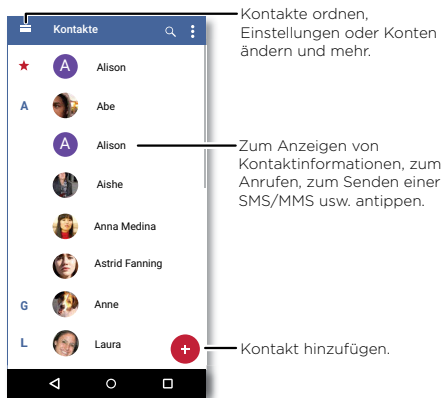 Kontakte
A Alison
A Abe
A Alison
Aishe
Anna Medina
Astrid Fanning
G Anne
L Laura
Kontakte ordnen,
Einstellungen oder Konten
ändern und mehr.
Zum Anzeigen von
Kontaktinformationen, zum
Anrufen, zum Senden einer
SMS/MMS usw. antippen.
Kontakt hinzufügen.